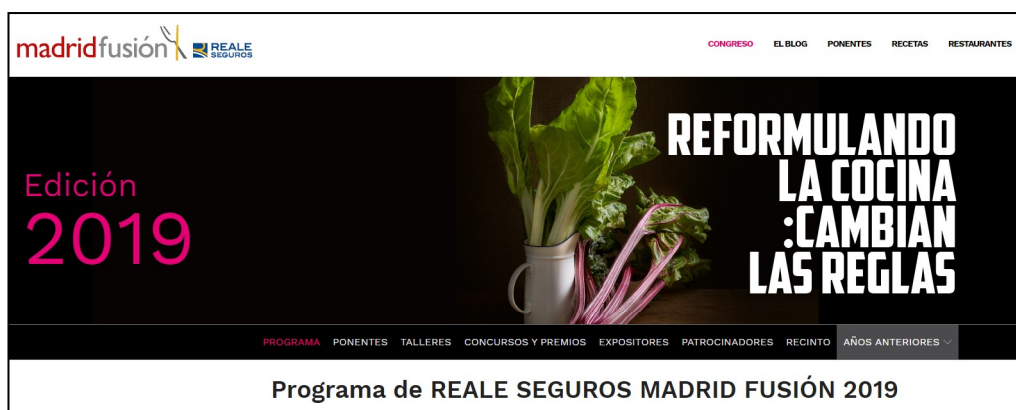 madridfusión REALE SEGUROS
CONGRESO EL BLOG PONENTES RECETAS RESTAURANTES
REFORMULANDO
LA COCINA
:CAMBIAN
LAS REGLAS
Edición
2019
PROGRAMA PONENTES TALLERES CONCURSOS Y PREMIOS EXPOSITORES PATROCINADORES RECINTO AÑOS ANTERIORES
Programa de REALE SEGUROS MADRID FUSIÓN 2019